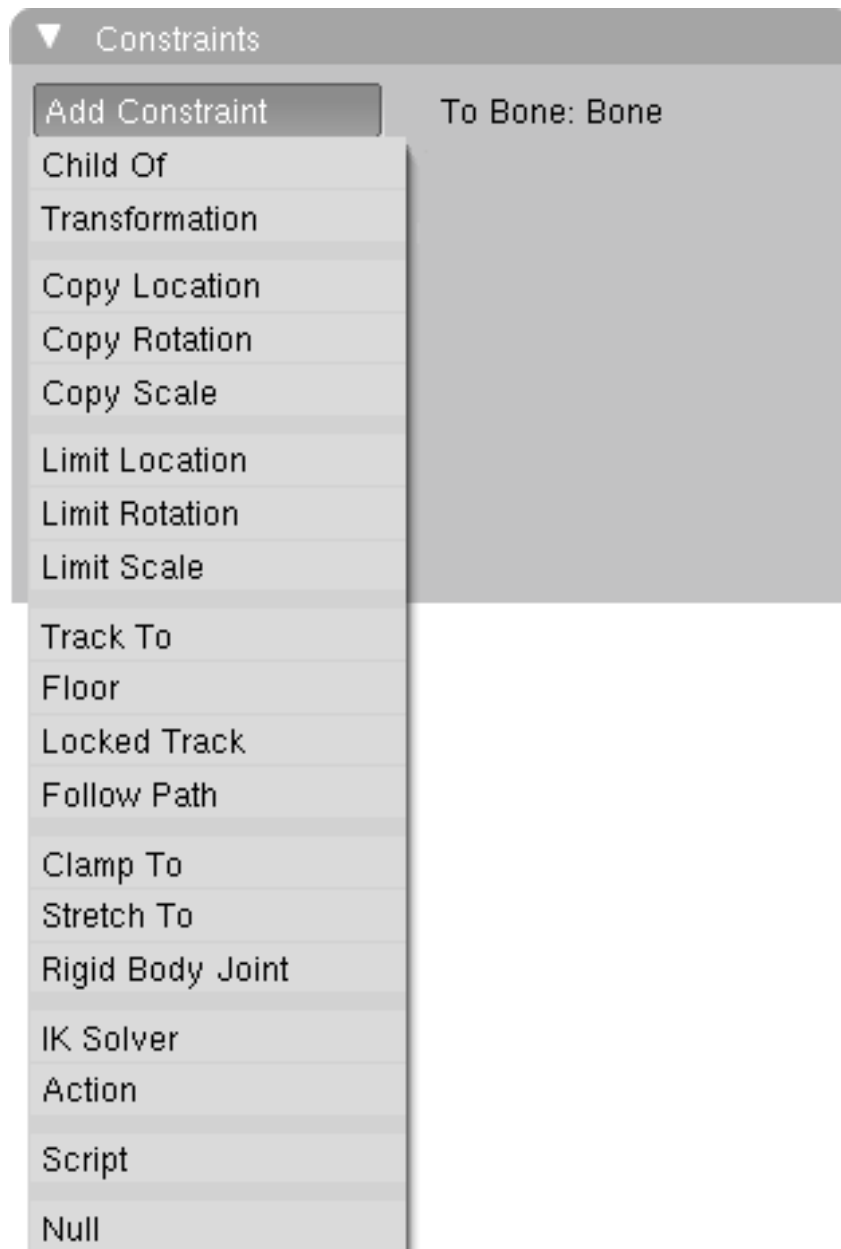 Constraints
Add Constraint To Bone: Bone
Child Of
Transformation
Copy Location
Copy Rotation
Copy Scale
Limit Location
Limit Rotation
Limit Scale
Track To
Floor
Locked Track
Follow Path
Clamp To
Stretch To
Rigid Body Joint
IK Solver
Action
Script
Null